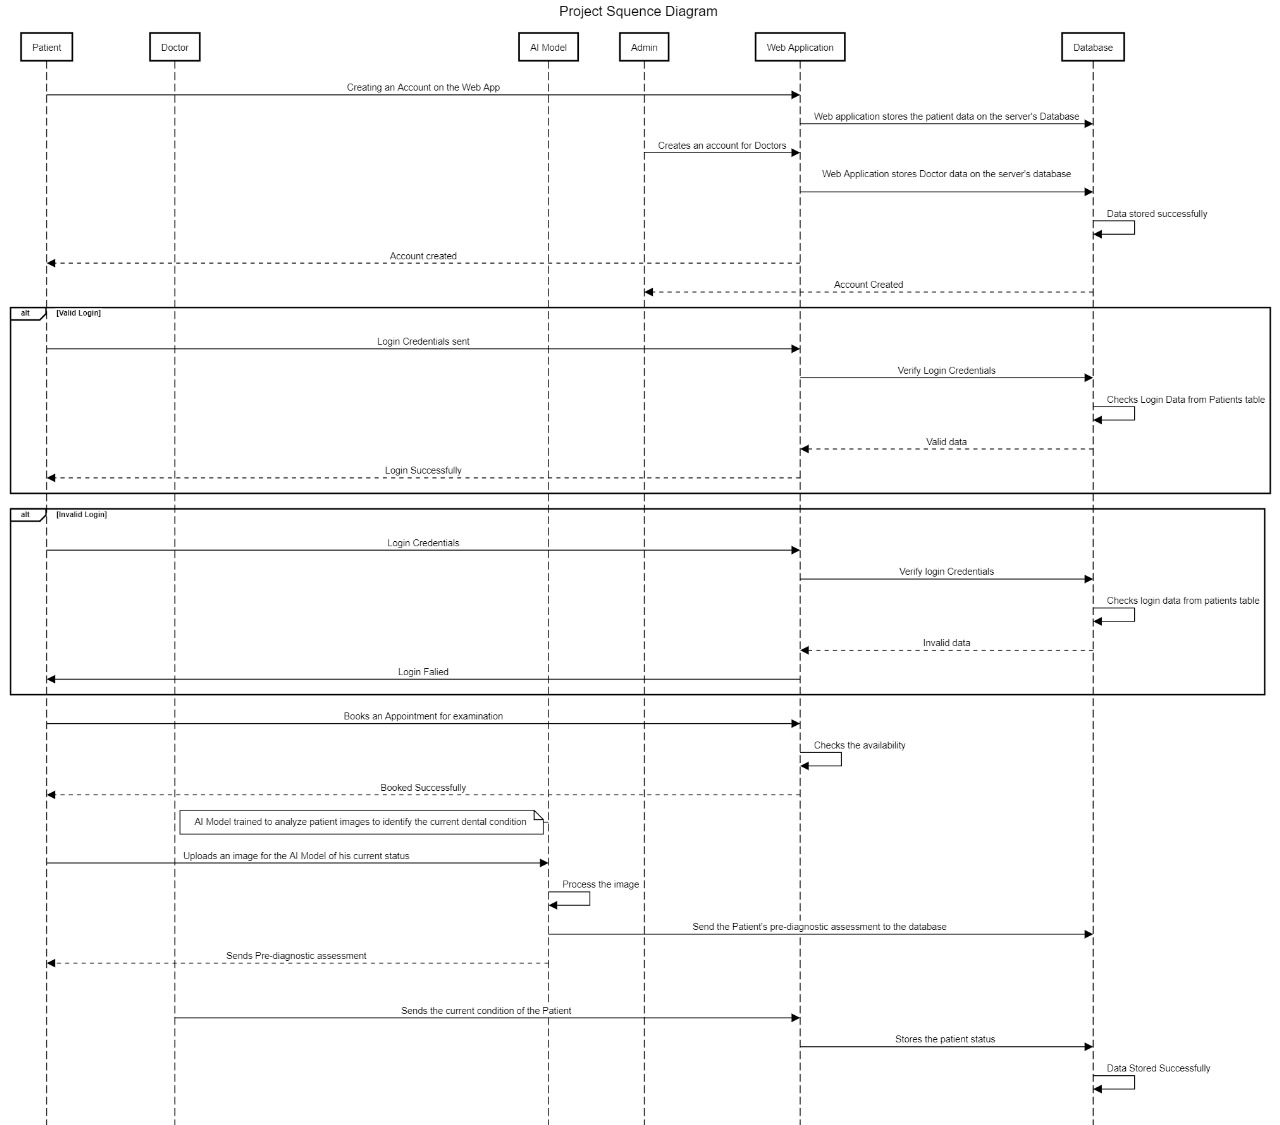 Project Squence Diagram
Patient
Doctor
AI Model
Admin
Web Application
Database
Creating an Account on the Web App
Web application stores the patient data on the server's Database
Creates an account for Doctors
Web Application stores Doctor data on the server's database
Data stored successfully
Account created
Account Created
alt
[Valid Login]
Login Credentials sent
Verify Login Credentials
Checks Login Data from Patients table
Valid data
Login Successfully
alt
[Invalid Login]
Login Credentials
Verify login Credentials
Checks login data from patients table
Invalid data
Login Falied
Books an Appointment for examination
Checks the availability
Booked Successfully
AI Model trained to analyze patient images to identify the current dental condition
Uploads an image for the AI Model of his current status
Process the image
Send the Patient's pre-diagnostic assessment to the database
Sends Pre-diagnostic assessment
Sends the current condition of the Patient
Stores the patient status
Data Stored Successfully